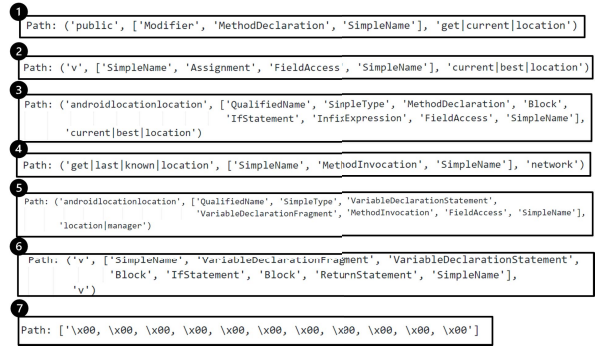 1
Path: ('public', ['Modifier', 'MethodDeclaration', 'SimpleName'], 'get|current|location')
2
Path: ('v', ['SimpleName', 'Assignment', 'FieldAccess', 'SimpleName'], 'current|best|location')
3
Path: ('androidlocationlocation', ['QualifiedName', 'SimpleType', 'MethodDeclaration', 'Block',
'IfStatement', 'InfixExpression', 'FieldAccess', 'SimpleName'],
'current|best|location')
4
Path: ('get|last|known|location', ['SimpleName', 'MethodInvocation', 'SimpleName'], 'network')
5
Path: ('androidlocationlocation', ['QualifiedName', 'SimpleType', 'VariableDeclarationStatement',
'VariableDeclarationFragment', 'MethodInvocation', 'FieldAccess', 'SimpleName'],
'location|manager')
6
Path: ('v', ['SimpleName', 'VariableDeclarationFragment', 'VariableDeclarationStatement',
'Block', 'IfStatement', 'Block', 'ReturnStatement', 'SimpleName'],
'v')
7
Path: ['\x00, \x00, \x00, \x00, \x00, \x00, \x00, \x00, \x00, \x00, \x00']